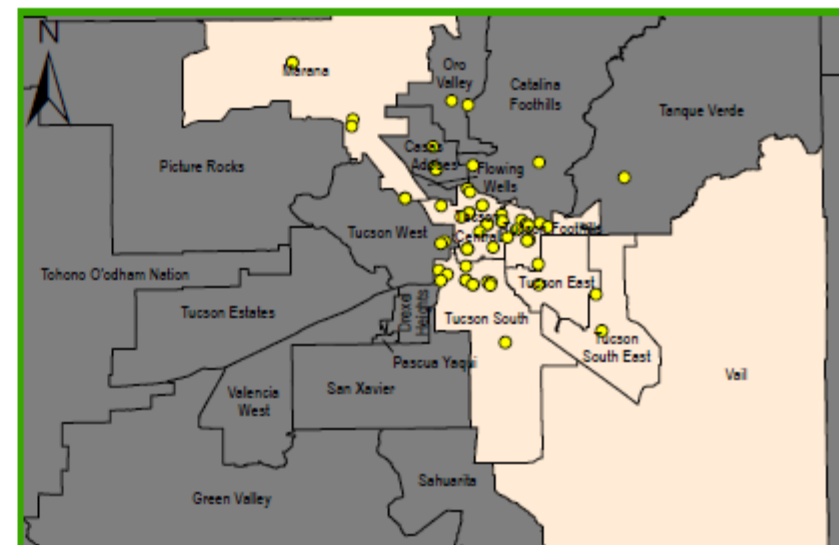 N
Marana
Oro
Valley
Catalina
Foothills
Tanque Verde
Picture Rocks
Casas
Adobes
Flowing
Wells
Tucson West
Tucson
Central
Tucson Foothills
Tohono O'odham Nation
Tucson Estates
Tucson East
Drexel
Heights
Tucson South
Tucson
South East
Pascua Yaqui
Vail
Valencia
West
San Xavier
Sahuarita
Green Valley